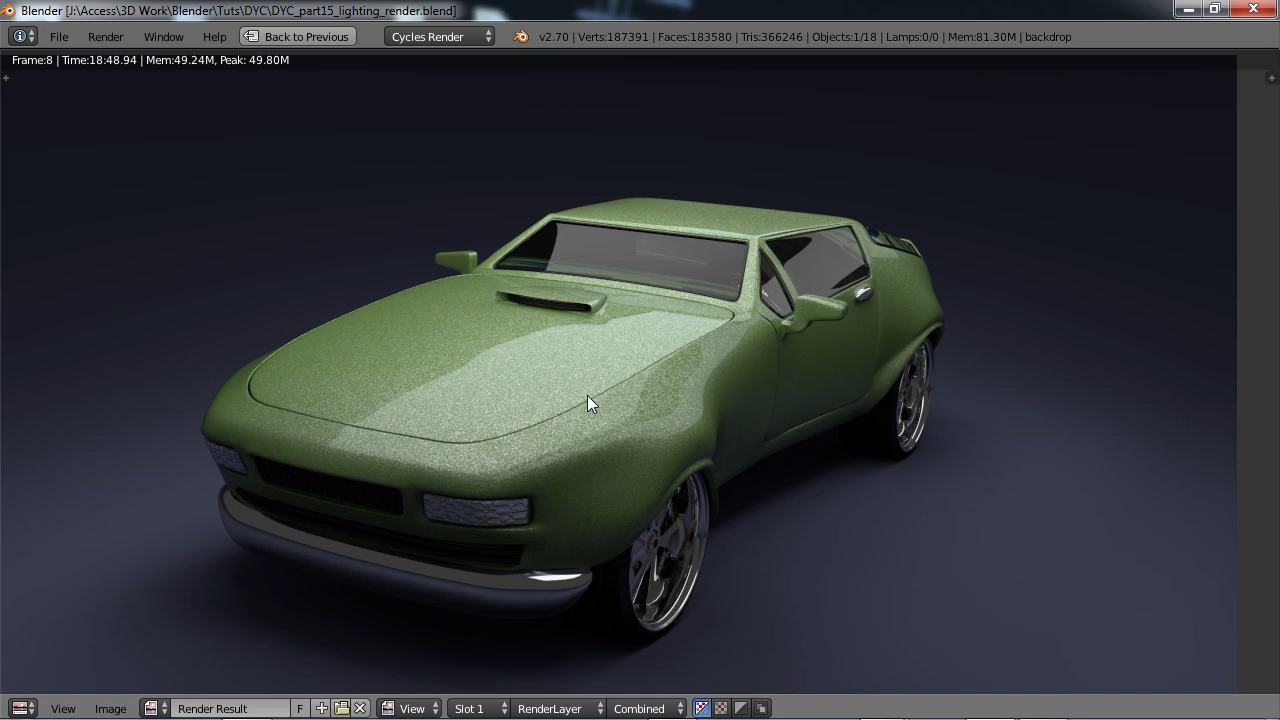 Blender [J:\Access\3D Work\Blender\Tuts\DYC\DYC_part15_lighting_render.blend]
File Render Window Help Back to Previous Cycles Render v2.70 | Verts:187391 | Faces:183580 | Tris:366246 | Objects:1/18 | Lamps:0/0 | Mem:81.30M | backdrop
Frame:8 | Time:18:48.94 | Mem:49.24M, Peak: 49.80M
View Image Render Result F View Slot 1 RenderLayer Combined